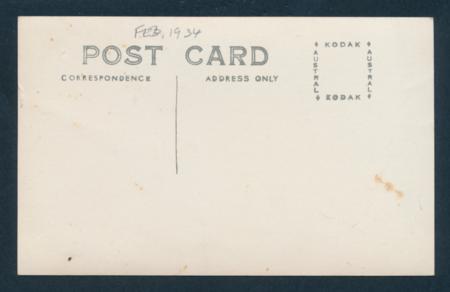 FEB, 1934
POST CARD
CORRESPONDENCE
ADDRESS ONLY
KODAK
AUSTRAL
AUSTRAL
KODAK